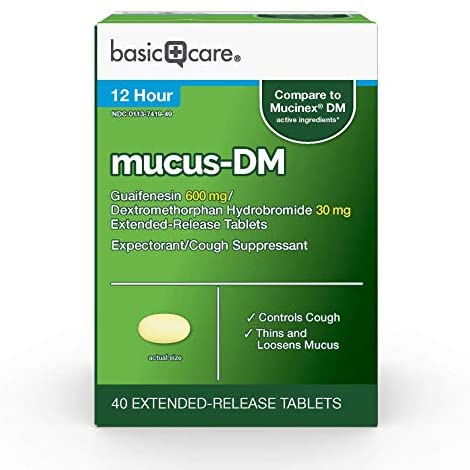 basic care®
12 Hour
NDC 0113-7419-49
Compare to
Mucinex® DM
active ingredients*
mucus-DM
Guaifenesin 600 mg/
Dextromethorphan Hydrobromide 30 mg
Extended-Release Tablets
Expectorant/Cough Suppressant
actual size
✓ Controls Cough
✓ Thins and
Loosens Mucus
40 EXTENDED-RELEASE TABLETS